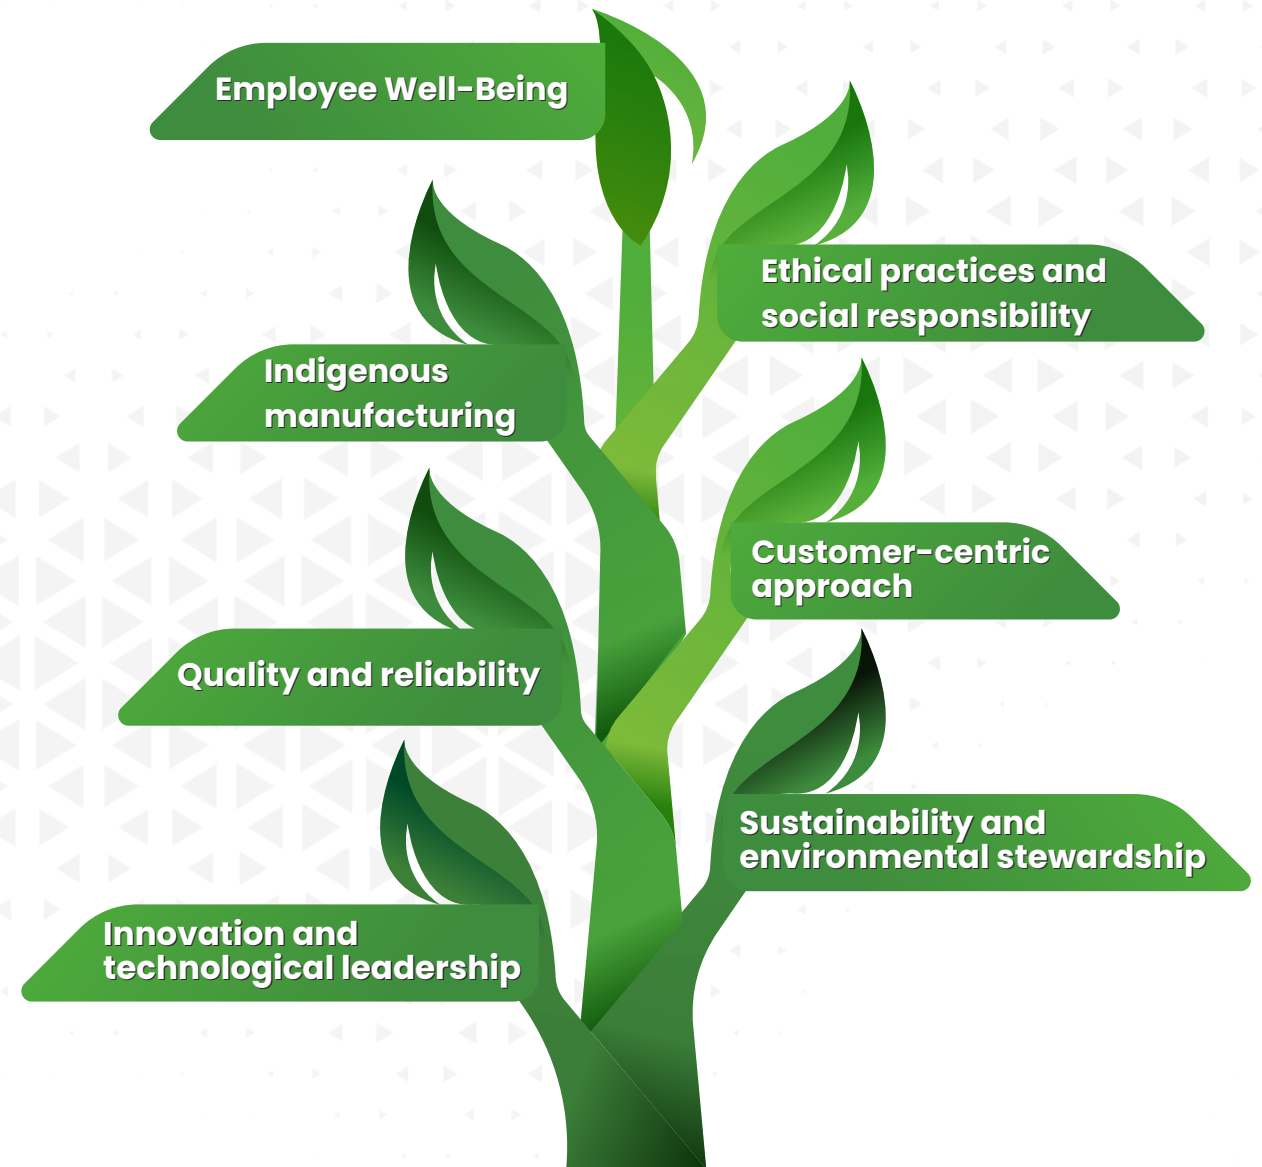 Employee Well-Being
Ethical practices and
social responsibility
Indigenous
manufacturing
Customer-centric
approach
Quality and reliability
Sustainability and
environmental stewardship
Innovation and
technological leadership